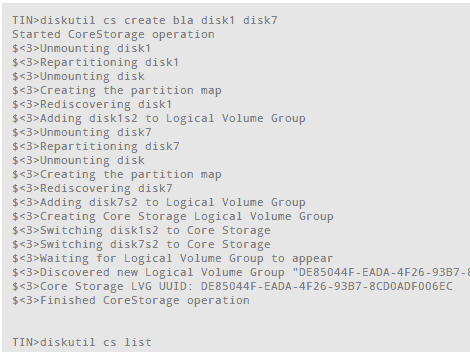 TIN>diskutil cs create bla disk1 disk7
Started CoreStorage operation
$<3>Unmounting disk1
$<3>Repartitioning disk1
$<3>Unmounting disk
$<3>Creating the partition map
$<3>Rediscovering disk1
$<3>Adding disk1s2 to Logical Volume Group
$<3>Unmounting disk7
$<3>Repartitioning disk7
$<3>Unmounting disk
$<3>Creating the partition map
$<3>Rediscovering disk7
$<3>Adding disk7s2 to Logical Volume Group
$<3>Creating Core Storage Logical Volume Group
$<3>Switching disk1s2 to Core Storage
$<3>Switching disk7s2 to Core Storage
$<3>Waiting for Logical Volume Group to appear
$<3>Discovered new Logical Volume Group "DE85044F-EADA-4F26-93B7-8
$<3>Core Storage LVG UUID: DE85044F-EADA-4F26-93B7-8CD0ADF006EC
$<3>Finished CoreStorage operation
TIN>diskutil cs list